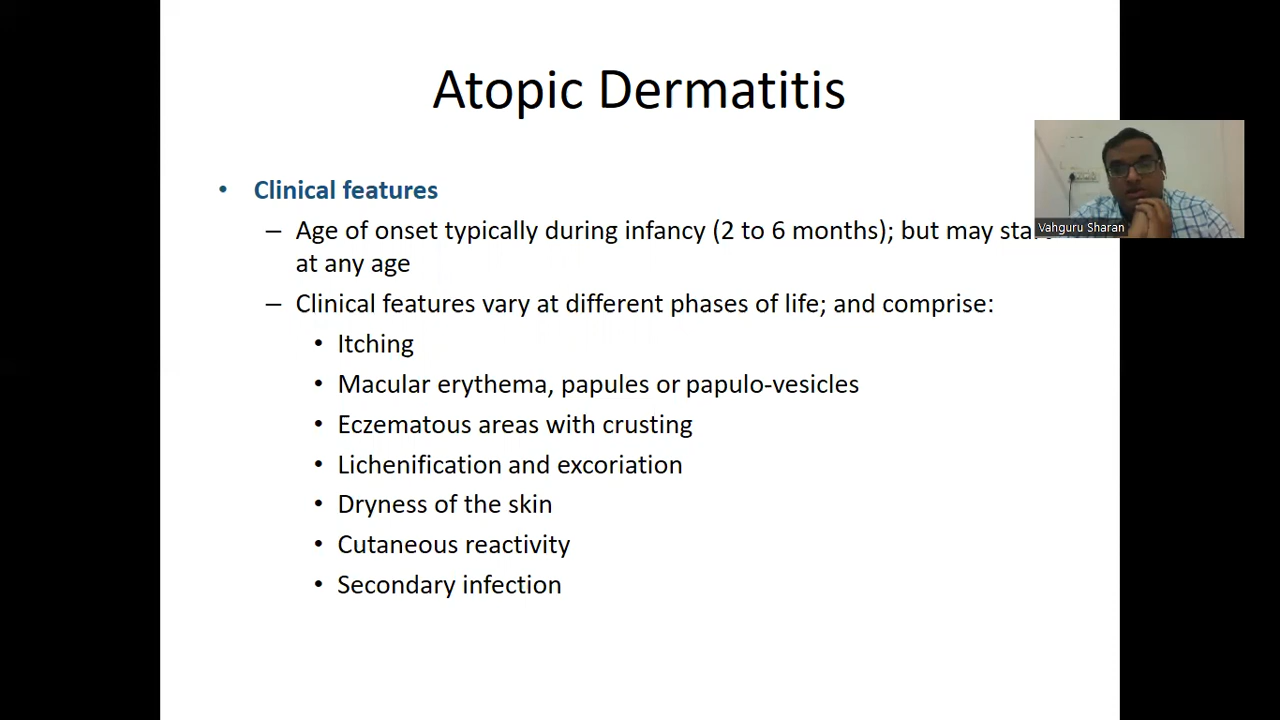 Atopic Dermatitis
• Clinical features
– Age of onset typically during infancy (2 to 6 months); but may
at any age
– Clinical features vary at different phases of life; and comprise:
• Itching
• Macular erythema, papules or papulo-vesicles
• Eczematous areas with crusting
• Lichenification and excoriation
• Dryness of the skin
• Cutaneous reactivity
• Secondary infection
Vahguru Sharan